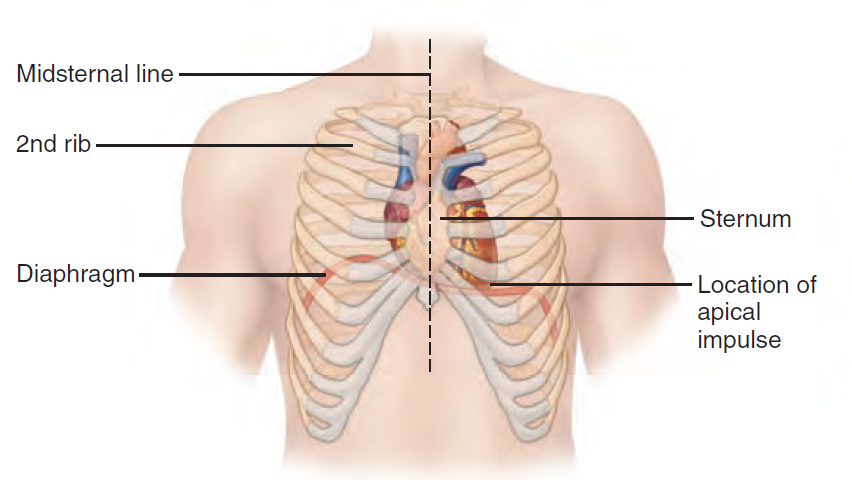 Midsternal line
2nd rib
Diaphragm
Sternum
Location of
apical
impulse